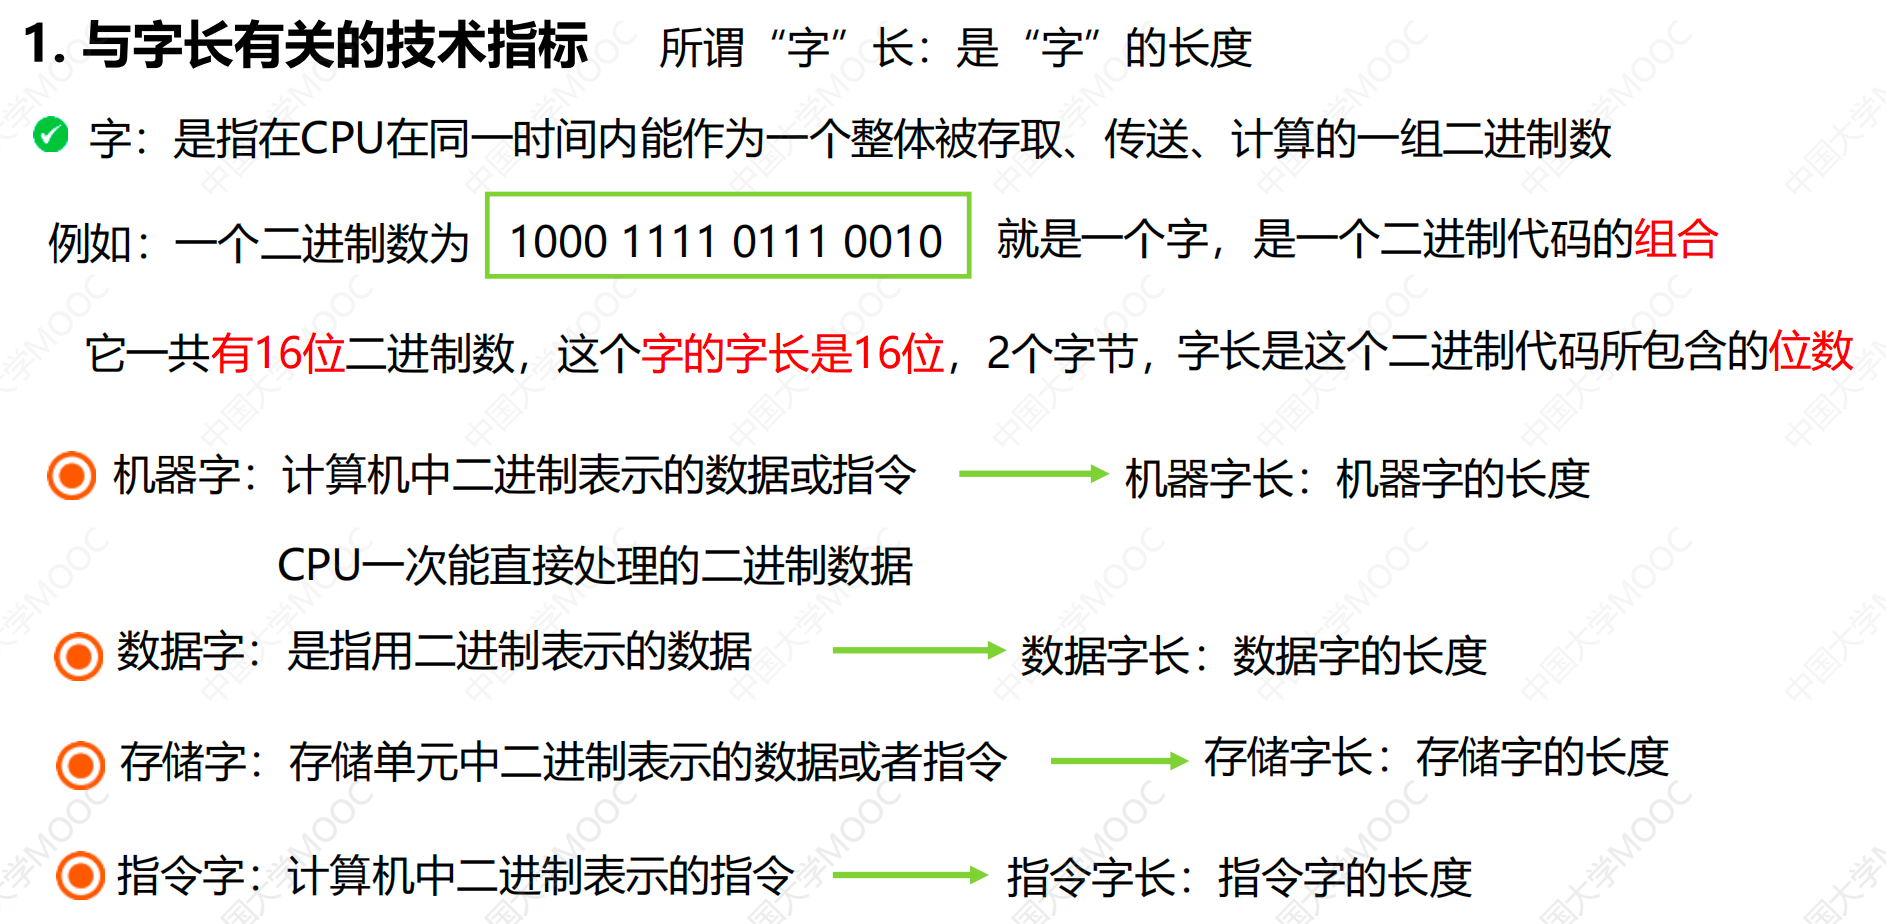 1. 与字长有关的技术指标 所谓“字”长：是“字”的长度
字：是指在CPU在同一时间内能作为一个整体被存取、传送、计算的一组二进制数
例如：一个二进制数为 1000 1111 0111 0010 就是一个字，是一个二进制代码的组合
它一共有16位二进制数，这个字的字长是16位，2个字节，字长是这个二进制代码所包含的位数
机器字：计算机中二进制表示的数据或指令 机器字长：机器字的长度
CPU一次能直接处理的二进制数据
数据字：是指用二进制表示的数据 数据字长：数据字的长度
存储字：存储单元中二进制表示的数据或者指令 存储字长：存储字的长度
指令字：计算机中二进制表示的指令 指令字长：指令字的长度
中国大学MOOC